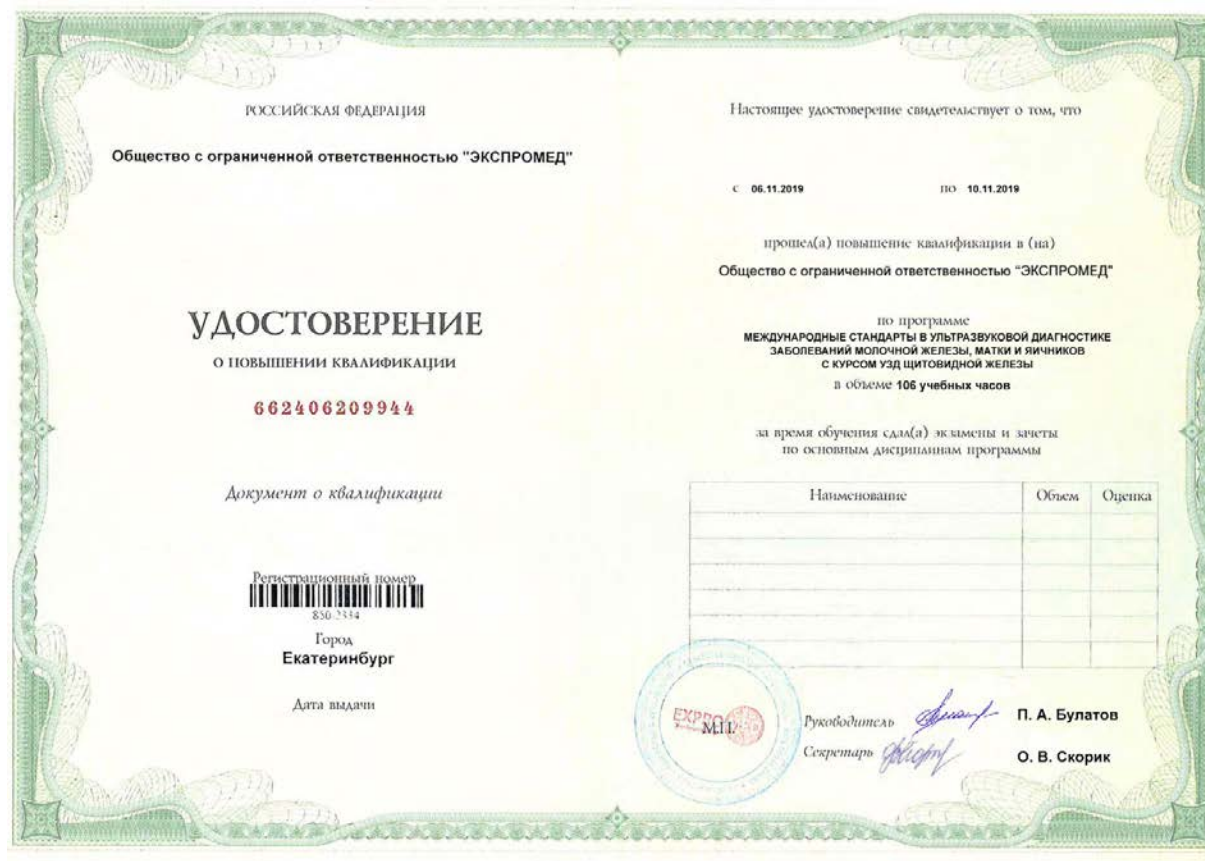 РОССИЙСКАЯ ФЕДЕРАЦИЯ
Общество с ограниченной ответственностью "ЭКСПРОМЕД"
УДОСТОВЕРЕНИЕ
О ПОВЫШЕНИИ КВАЛИФИКАЦИИ
662406209944
Документ о квалификации
Регистрационный номер
850-2334
Город
Екатеринбург
Дата выдачи
Настоящее удостоверение свидетельствует о том, что
с 06.11.2019 по 10.11.2019
прошел(а) повышение квалификации в (на)
Общество с ограниченной ответственностью "ЭКСПРОМЕД"
по программе
МЕЖДУНАРОДНЫЕ СТАНДАРТЫ В УЛЬТРАЗВУКОВОЙ ДИАГНОСТИКЕ
ЗАБОЛЕВАНИЙ МОЛОЧНОЙ ЖЕЛЕЗЫ, МАТКИ И ЯИЧНИКОВ
С КУРСОМ УЗД ЩИТОВИДНОЙ ЖЕЛЕЗЫ
в объеме 106 учебных часов
за время обучения сдал(а) экзамены и зачеты
по основным дисциплинам программы
Наименование Объем Оценка
М.П.
Руководитель П. А. Булатов
Секретарь О. В. Скорик